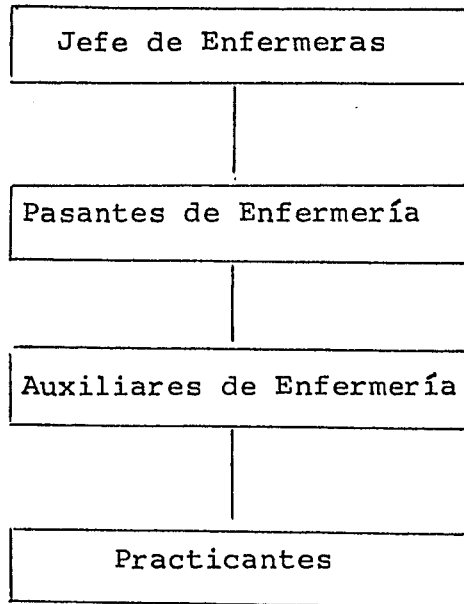 Jefe de Enfermeras
Pasantes de Enfermería
Auxiliares de Enfermería
Practicantes